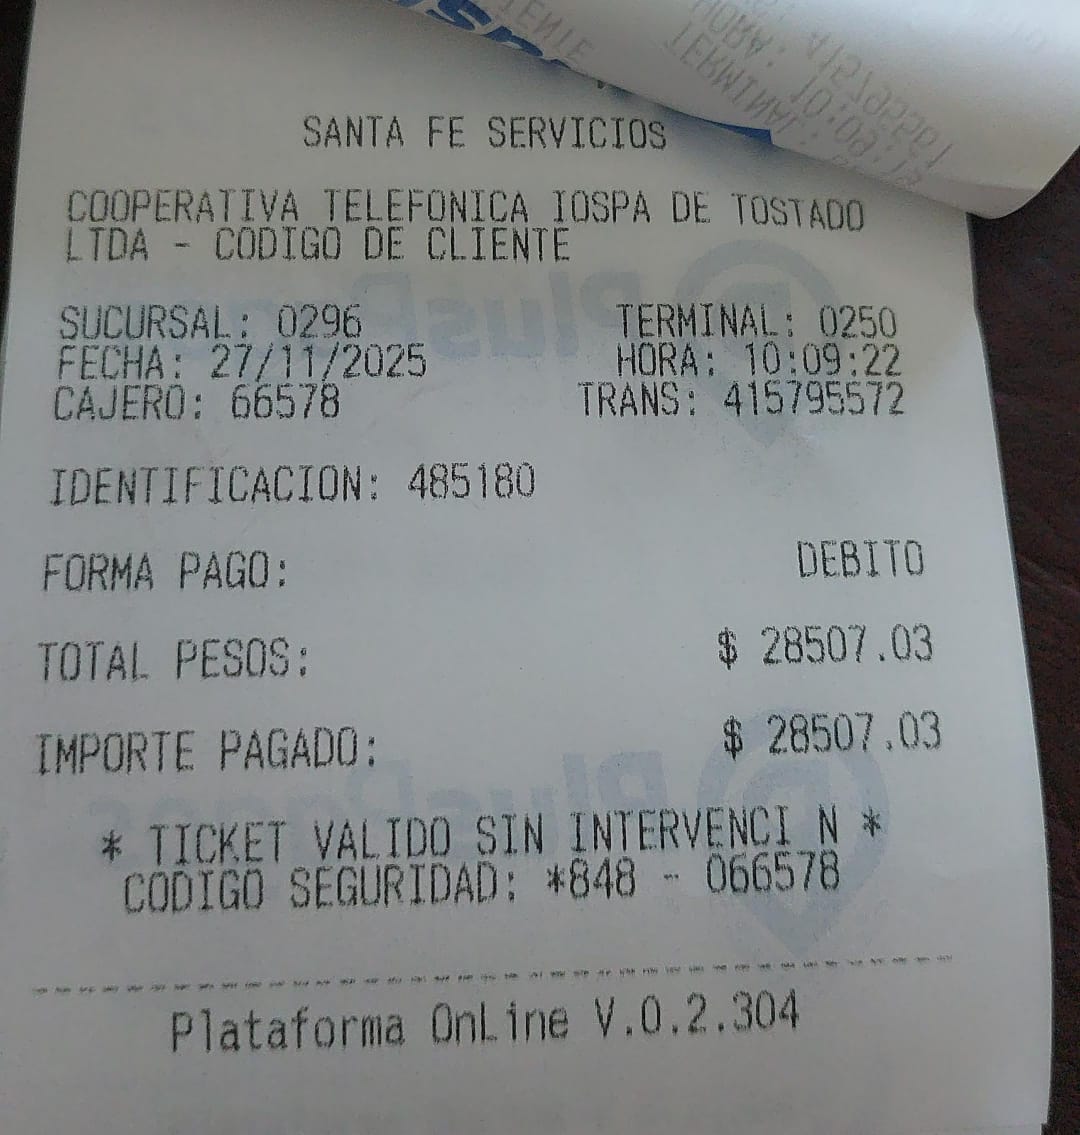 SANTA FE SERVICIOS
COOPERATIVA TELEFONICA IOSPA DE TOSTADO
LTDA - CODIGO DE CLIENTE
SUCURSAL: 0296 TERMINAL: 0250
FECHA: 27/11/2025 HORA: 10:09:22
CAJERO: 66578 TRANS: 415795572
IDENTIFICACION: 485180
FORMA PAGO: DEBITO
TOTAL PESOS: $ 28507.03
IMPORTE PAGADO: $ 28507.03
* TICKET VALIDO SIN INTERVENCI N *
CODIGO SEGURIDAD: *848 - 066578
Plataforma OnLine V.0.2.304